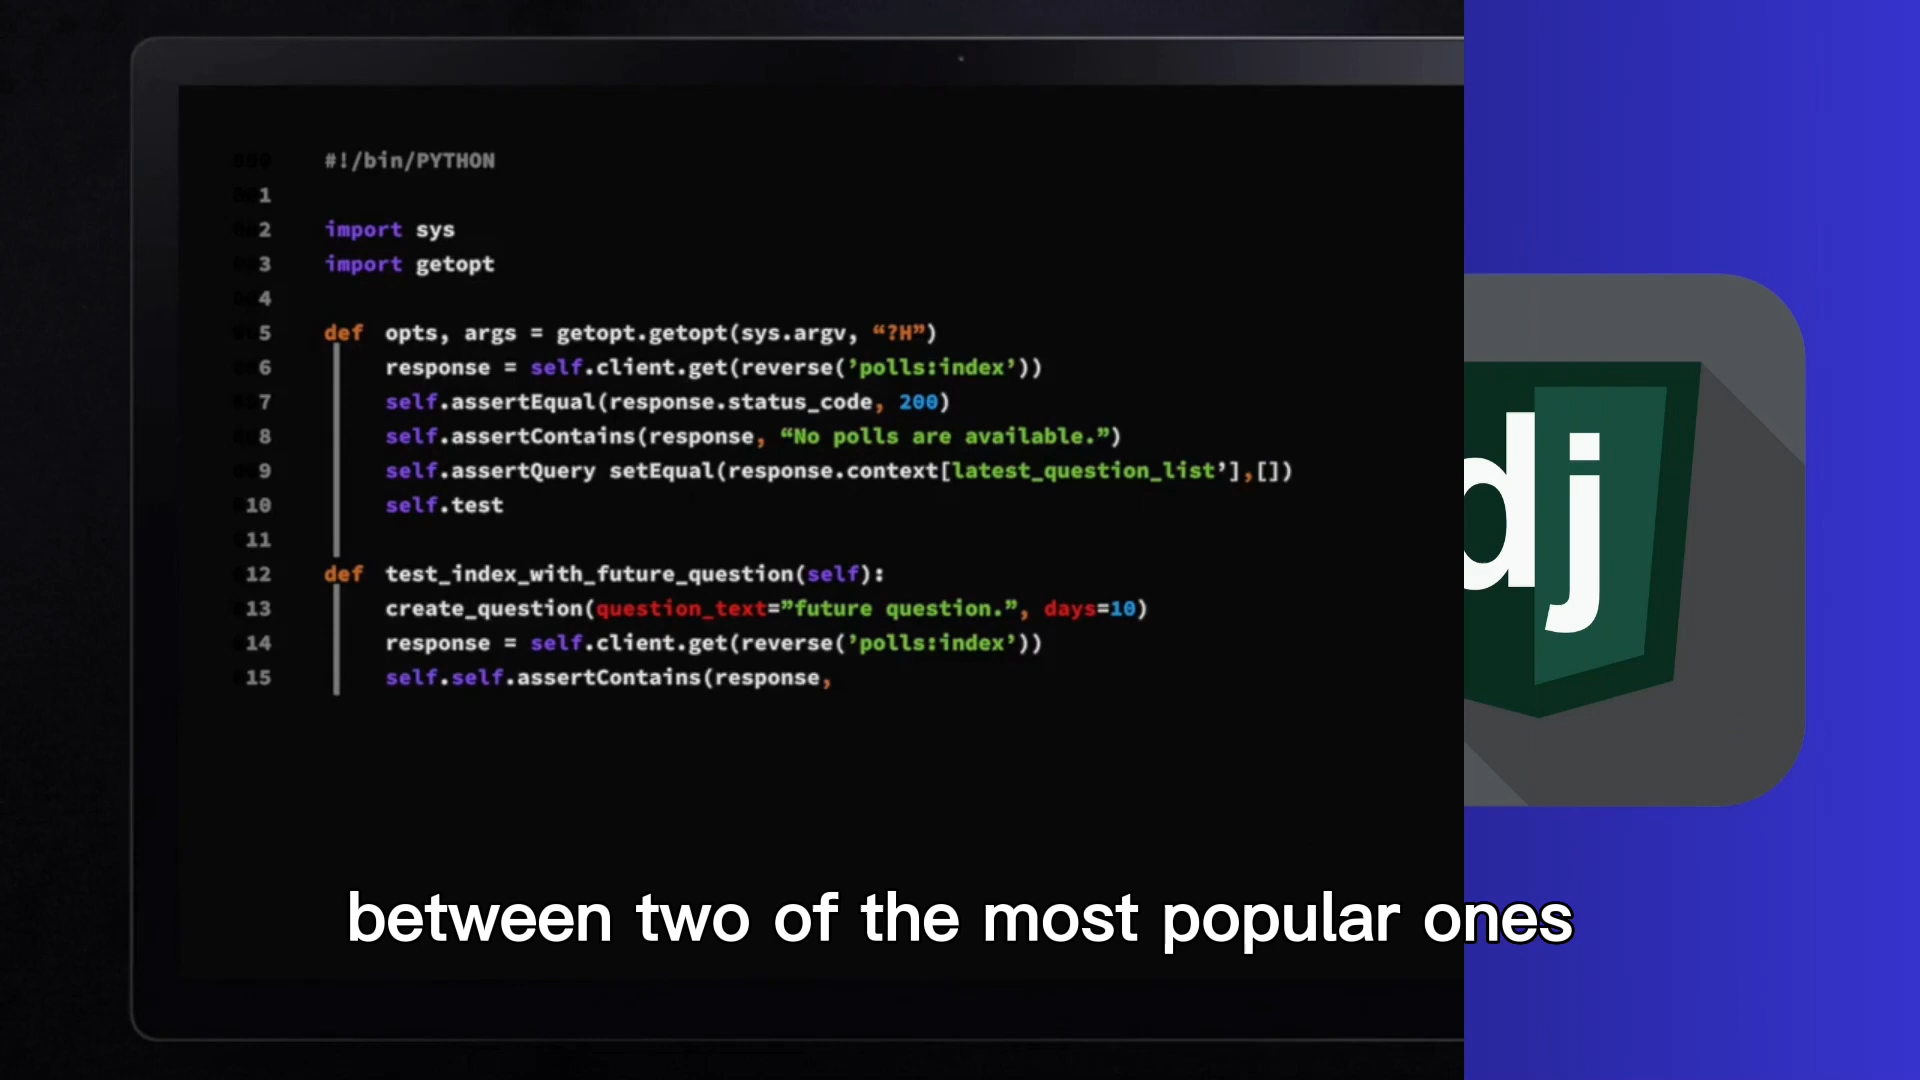 #!/bin/PYTHON
1
2 import sys
3 import getopt
4
5 def opts, args = getopt.getopt(sys.argv, “?H”)
6 response = self.client.get(reverse(’polls:index’))
7 self.assertEqual(response.status_code, 200)
8 self.assertContains(response, “No polls are available.”)
9 self.assertQuery setEqual(response.context[latest_question_list’],[])
10 self.test
11
12 def test_index_with_future_question(self):
13 create_question(question_text=”future question.”, days=10)
14 response = self.client.get(reverse(’polls:index’))
15 self.self.assertContains(response,
dj
between two of the most popular ones